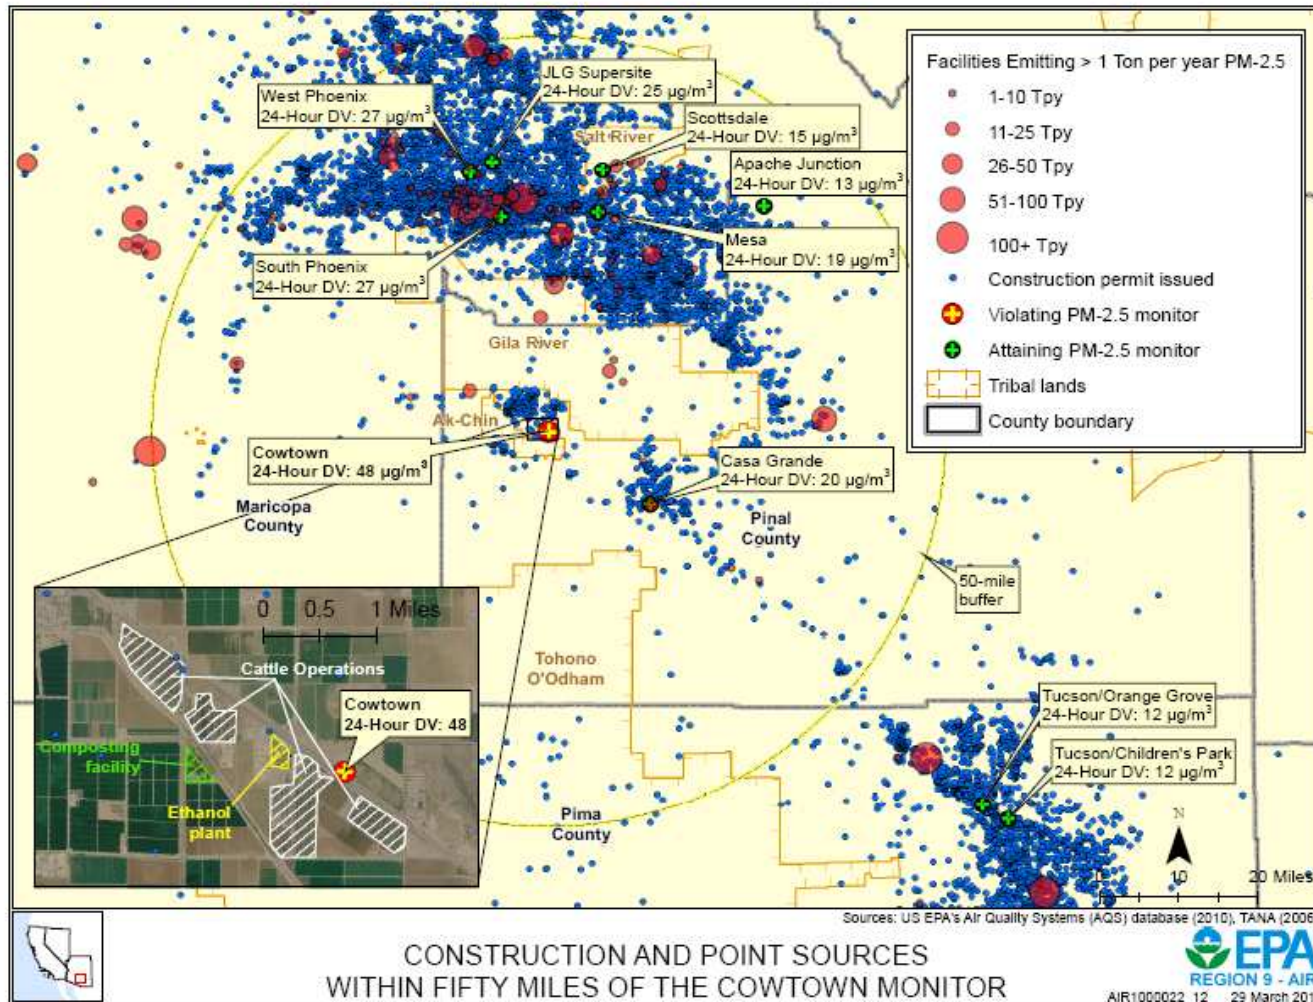 Facilities Emitting > 1 Ton per year PM-2.5
1-10 Tpy
11-25 Tpy
26-50 Tpy
51-100 Tpy
100+ Tpy
Construction permit issued
Violating PM-2.5 monitor
Attaining PM-2.5 monitor
Tribal lands
County boundary
JLG Supersite
24-Hour DV: 25 µg/m³
West Phoenix
24-Hour DV: 27 µg/m³
Scottsdale
24-Hour DV: 15 µg/m³
Salt River
Apache Junction
24-Hour DV: 13 µg/m³
Mesa
24-Hour DV: 19 µg/m³
South Phoenix
24-Hour DV: 27 µg/m³
Gila River
Ak-Chin
Cowtown
24-Hour DV: 48 µg/m³
Casa Grande
24-Hour DV: 20 µg/m³
Maricopa
County
Pinal
County
50-mile
buffer
0 0.5 1 Miles
Cattle Operations
Cowtown
24-Hour DV: 48
Composting
facility
Ethanol
plant
Tohono
O'Odham
Tucson/Orange Grove
24-Hour DV: 12 µg/m³
Tucson/Children's Park
24-Hour DV: 12 µg/m³
Pima
County
N
0 10 20 Miles
Sources: US EPA's Air Quality Systems (AQS) database (2010), TANA (2006
CONSTRUCTION AND POINT SOURCES
WITHIN FIFTY MILES OF THE COWTOWN MONITOR
EPA
REGION 9 - AIR
AIR1000022_12 29 March 201